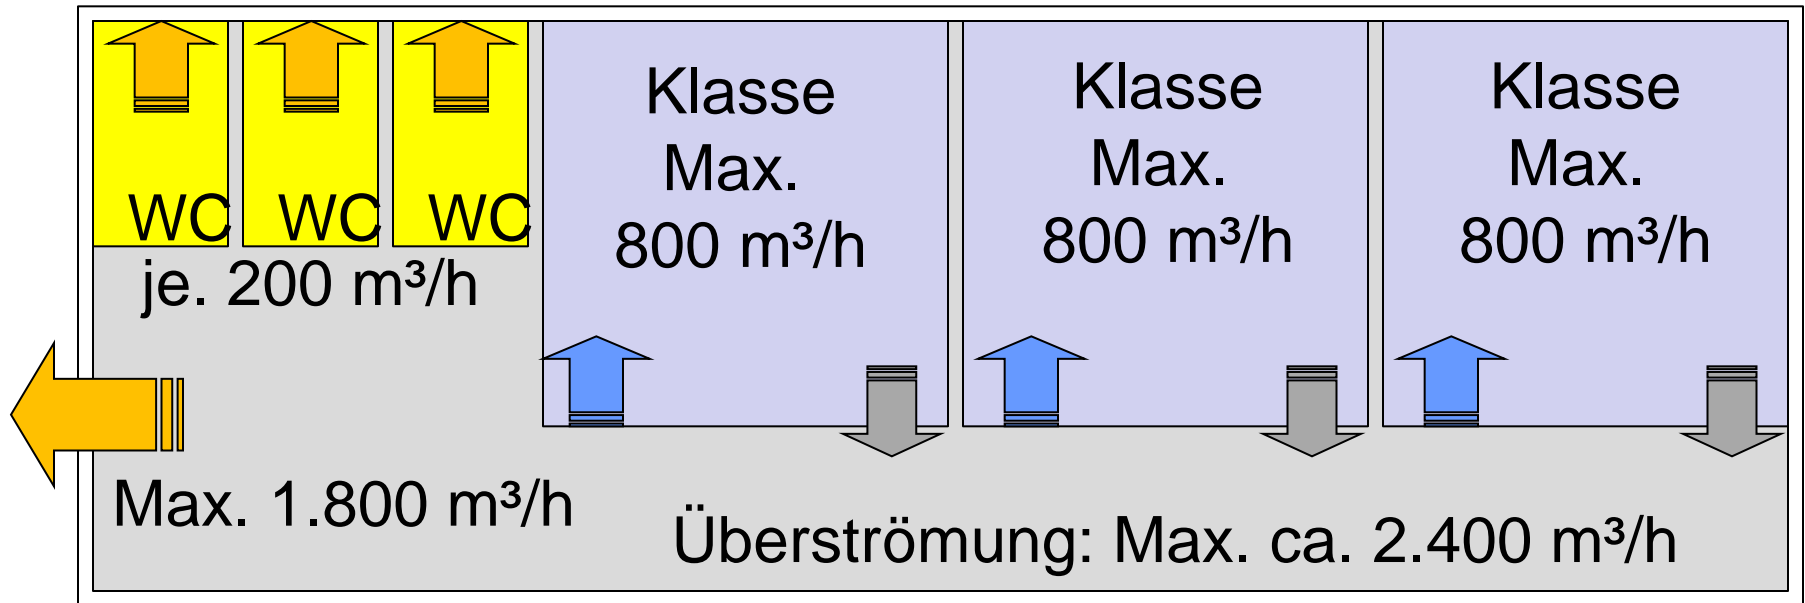 WC WC WC
je. 200 m³/h
Klasse
Max.
800 m³/h
Klasse
Max.
800 m³/h
Klasse
Max.
800 m³/h
Max. 1.800 m³/h
Überströmung: Max. ca. 2.400 m³/h